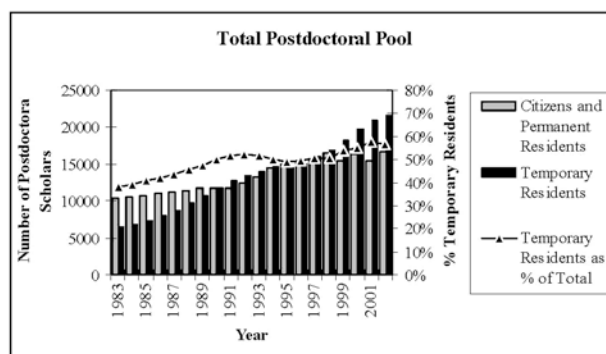 Total Postdoctoral Pool
Number of Postdoctora
Scholars
25000
20000
15000
10000
5000
0
80%
70%
60%
50%
40%
30%
20%
10%
0%
% Temporary Residents
1983
1985
1987
1989
1991
1993
1995
1997
1999
2001
Year
Citizens and
Permanent
Residents
Temporary
Residents
Temporary
Residents as
% of Total